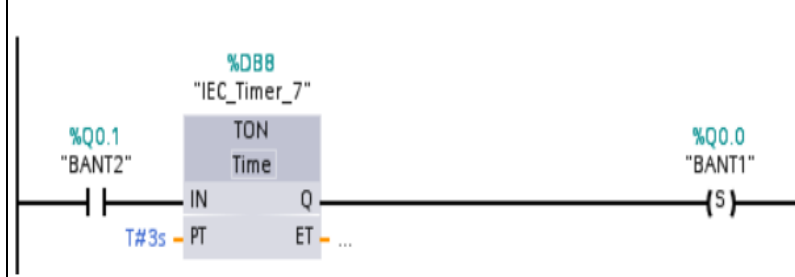 %DB8
"IEC_Timer_7"
%Q0.1
"BANT2"
TON
Time
%Q0.0
"BANT1"
IN
Q
S
T#3s
PT
ET
...